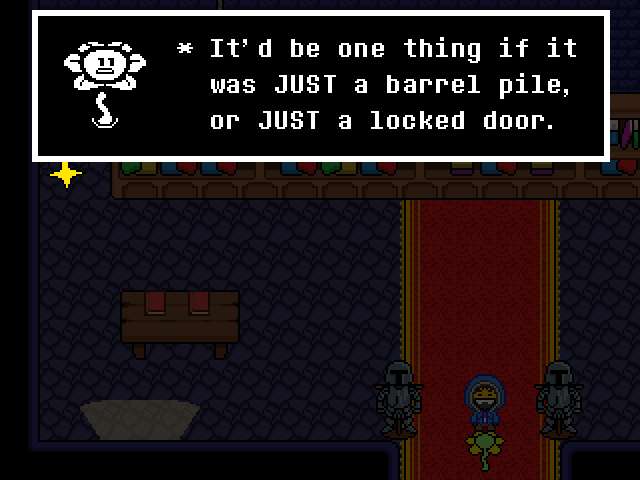 * It'd be one thing if it
was JUST a barrel pile,
or JUST a locked door.